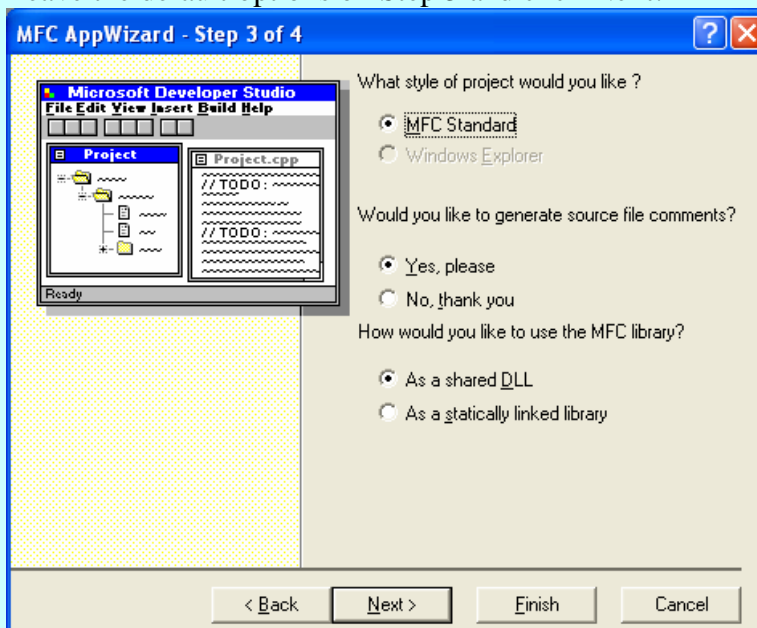 MFC AppWizard - Step 3 of 4
Microsoft Developer Studio
File Edit View Insert Build Help
Project
Project.cpp
//TODO:
//TODO:
Ready
What style of project would you like ?
MFC Standard
Windows Explorer
Would you like to generate source file comments?
Yes, please
No, thank you
How would you like to use the MFC library?
As a shared DLL
As a statically linked library
< Back
Next >
Finish
Cancel